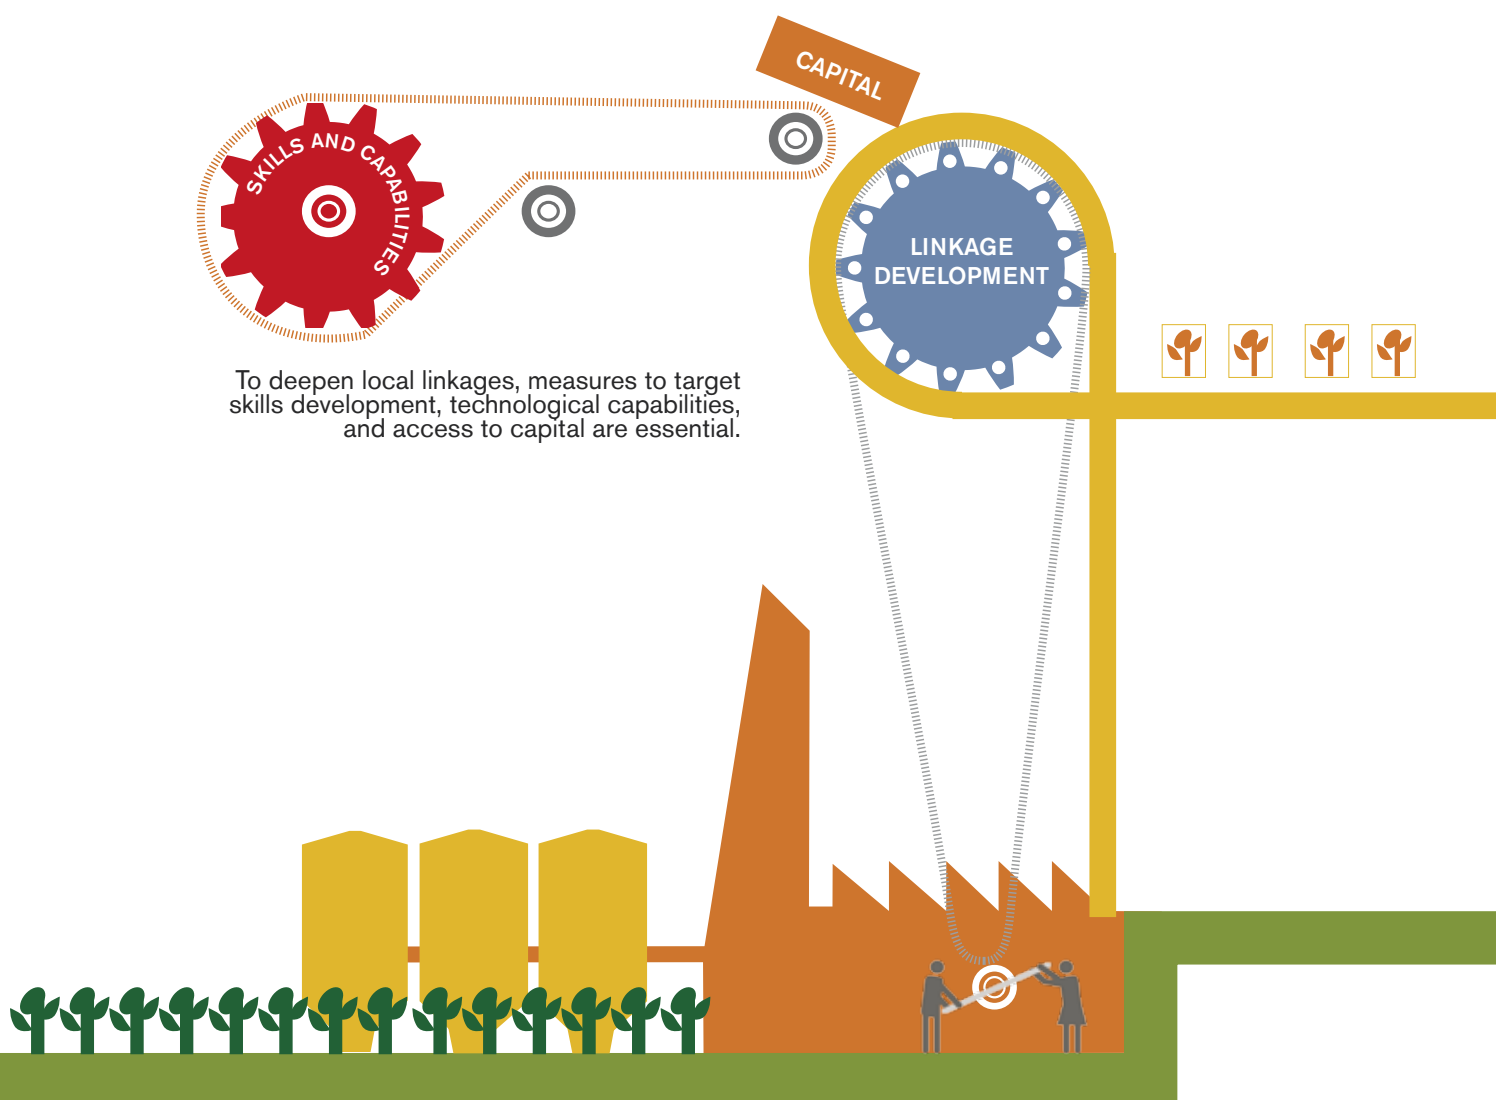 CAPITAL
SKILLS AND CAPABILITIES
LINKAGE
DEVELOPMENT
To deepen local linkages, measures to target
skills development, technological capabilities,
and access to capital are essential.